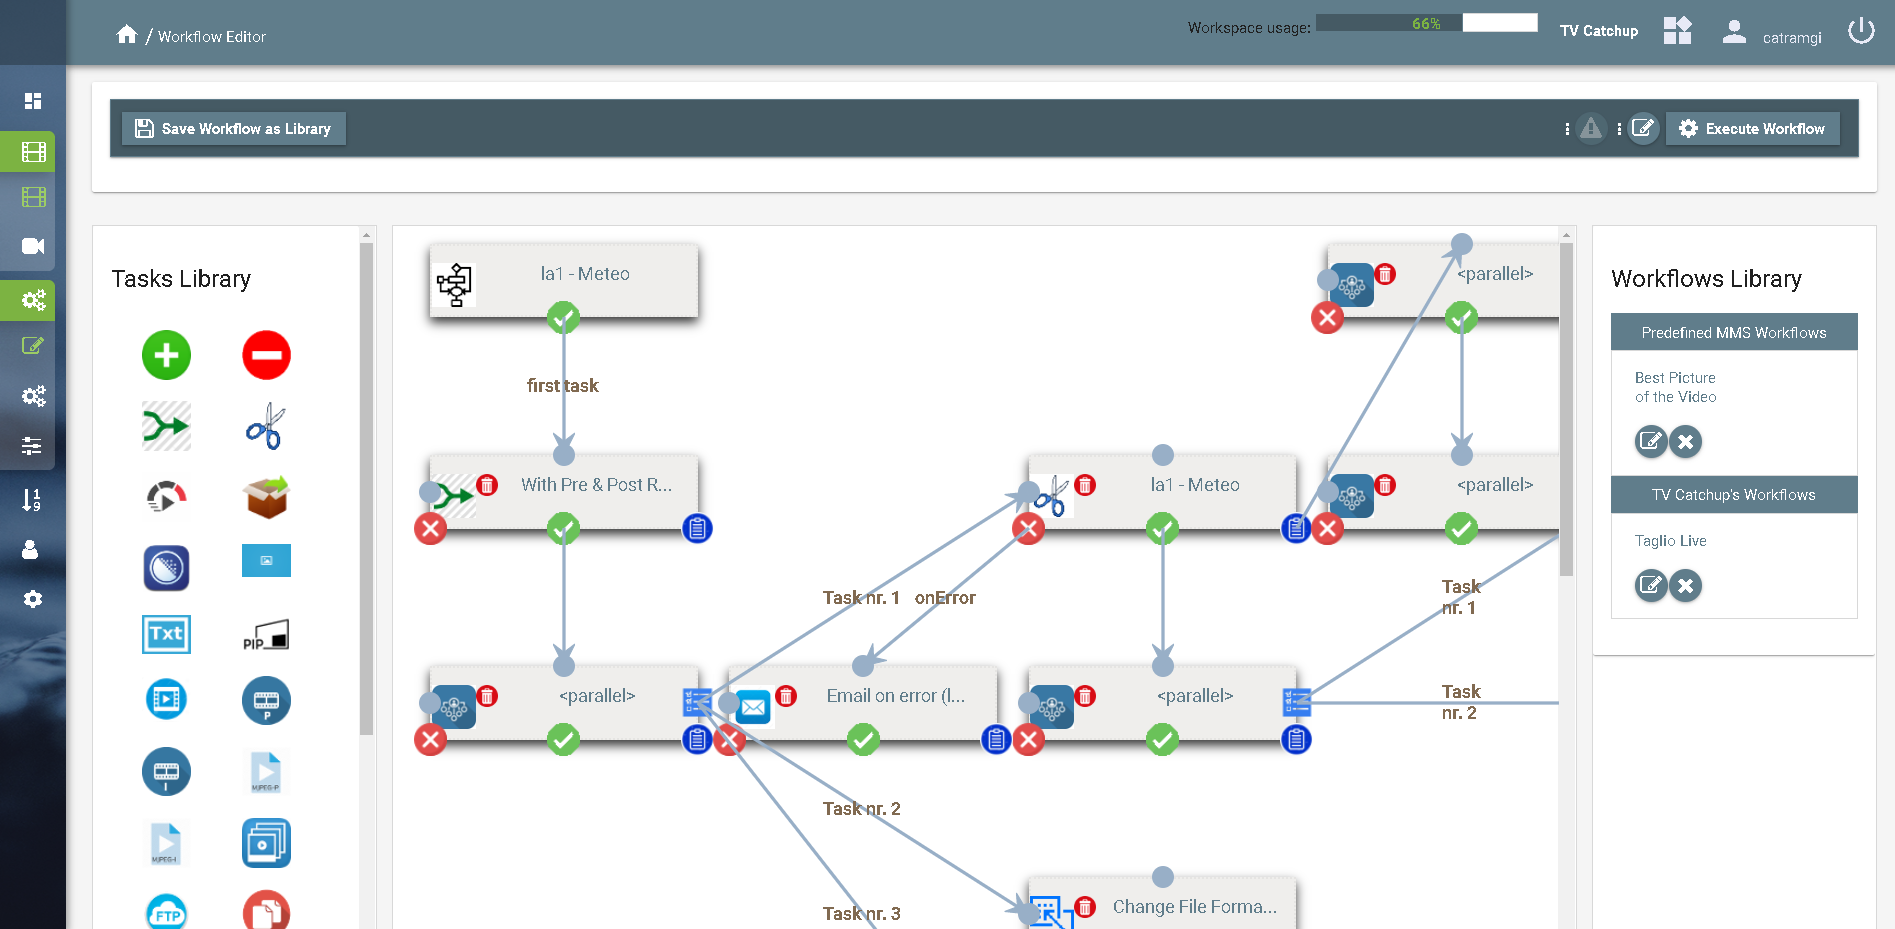 / Workflow Editor
Workspace usage:
66%
TV Catchup
catramgi
Save Workflow as Library
Execute Workflow
1
9
Tasks Library
Txt
PIP
P
I
MJPEG-P
MJPEG-I
FTP
la1 - Meteo
<parallel>
first task
With Pre & Post R...
la1 - Meteo
<parallel>
Task nr. 1
onError
Task
nr. 1
<parallel>
Email on error (l...
<parallel>
Task
nr. 2
Task nr. 2
Task nr. 3
Change File Forma...
Workflows Library
Predefined MMS Workflows
Best Picture
of the Video
TV Catchup's Workflows
Taglio Live